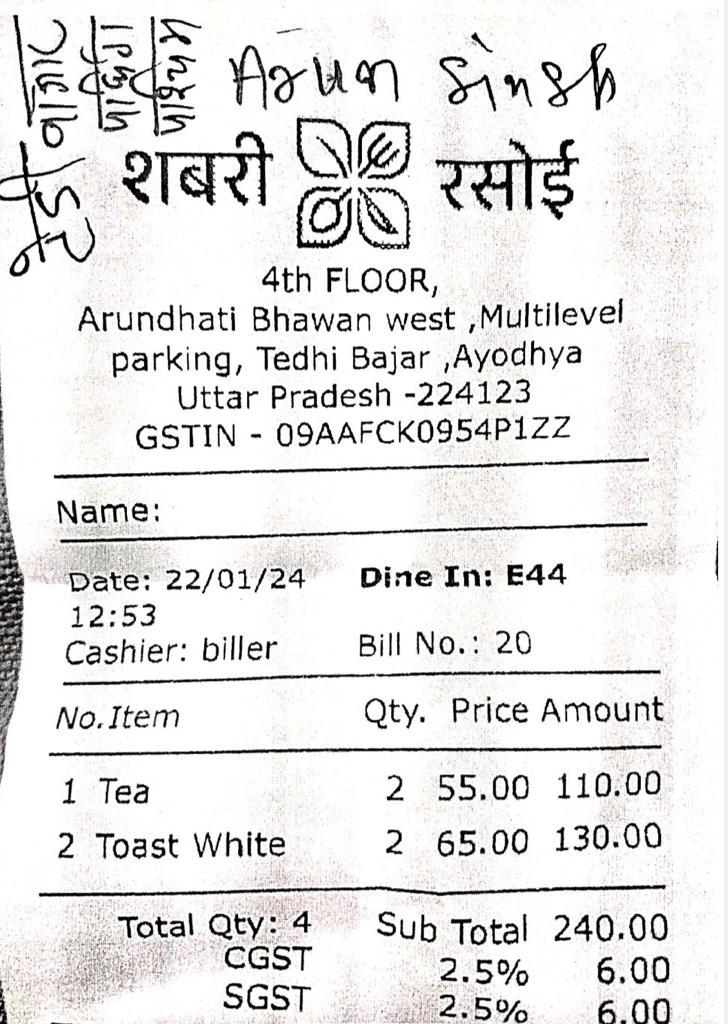 Arun Singh
शबरी रसोई
4th FLOOR,
Arundhati Bhawan west ,Multilevel
parking, Tedhi Bajar ,Ayodhya
Uttar Pradesh -224123
GSTIN - 09AAFCK0954P1ZZ
Name:
Date: 22/01/24 Dine In: E44
12:53
Cashier: biller Bill No.: 20
No.Item Qty. Price Amount
1 Tea 2 55.00 110.00
2 Toast White 2 65.00 130.00
Total Qty: 4 Sub Total 240.00
CGST 2.5% 6.00
SGST 2.5% 6.00